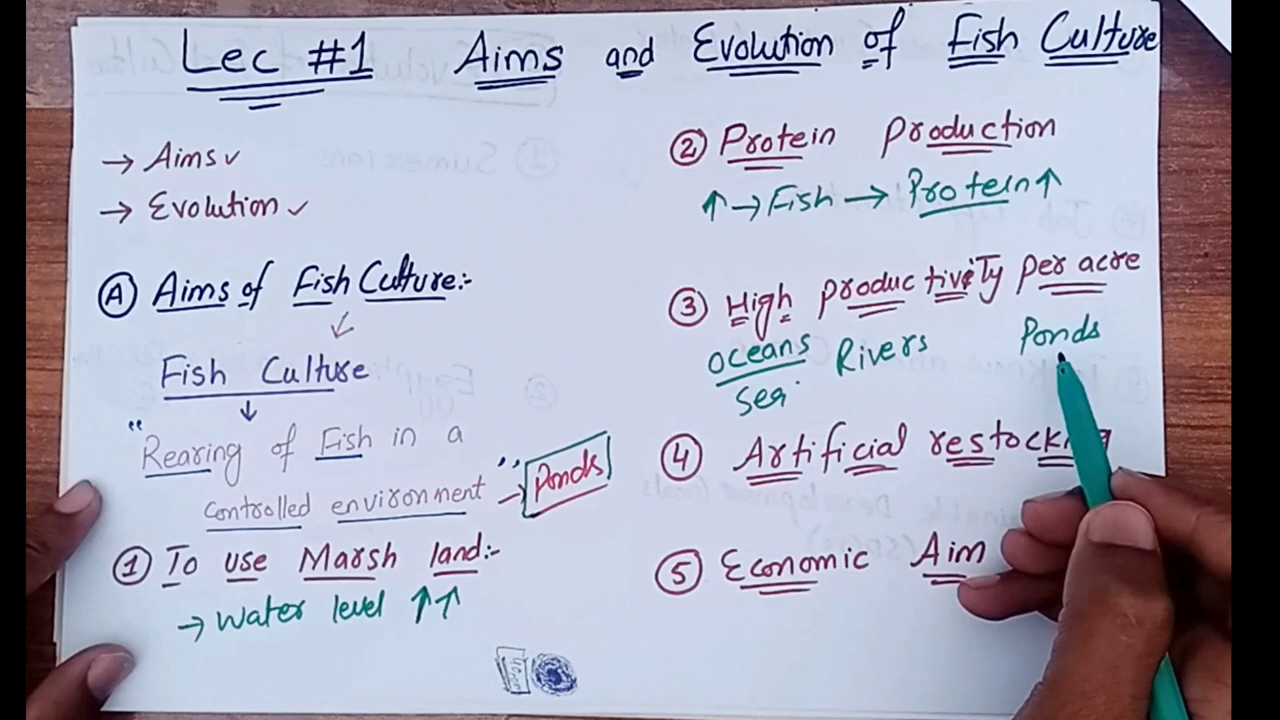 Lec #1 Aims and Evolution of Fish Culture
→ Aims ✓
→ Evolution ✓
Ⓐ Aims of Fish Culture:-
Fish Culture
"Rearing of Fish in a
controlled environment" → Ponds
① To use Marsh land:-
→ Water level ↑↑
② Protein Production
↑ → Fish → Protein ↑
③ High productivity per acre
Oceans Rivers Ponds
Sea
④ Artificial restocking
⑤ Economic Aim